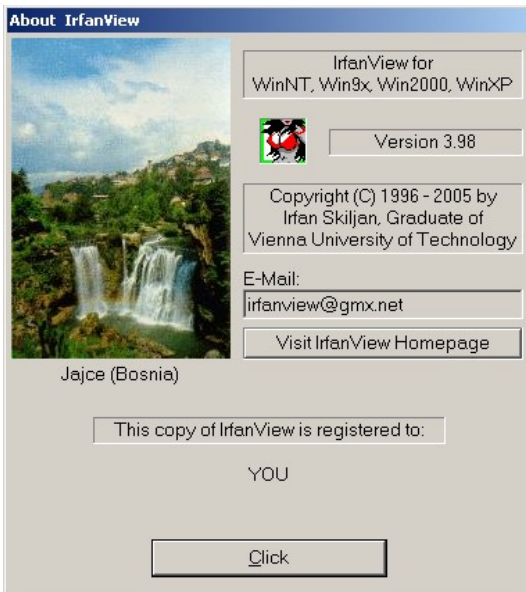 About IrfanView
IrfanView for
WinNT, Win9x, Win2000, WinXP
Version 3.98
Copyright (C) 1996 - 2005 by
Irfan Skiljan, Graduate of
Vienna University of Technology
E-Mail:
irfanview@gmx.net
Visit IrfanView Homepage
Jajce (Bosnia)
This copy of IrfanView is registered to:
YOU
Click